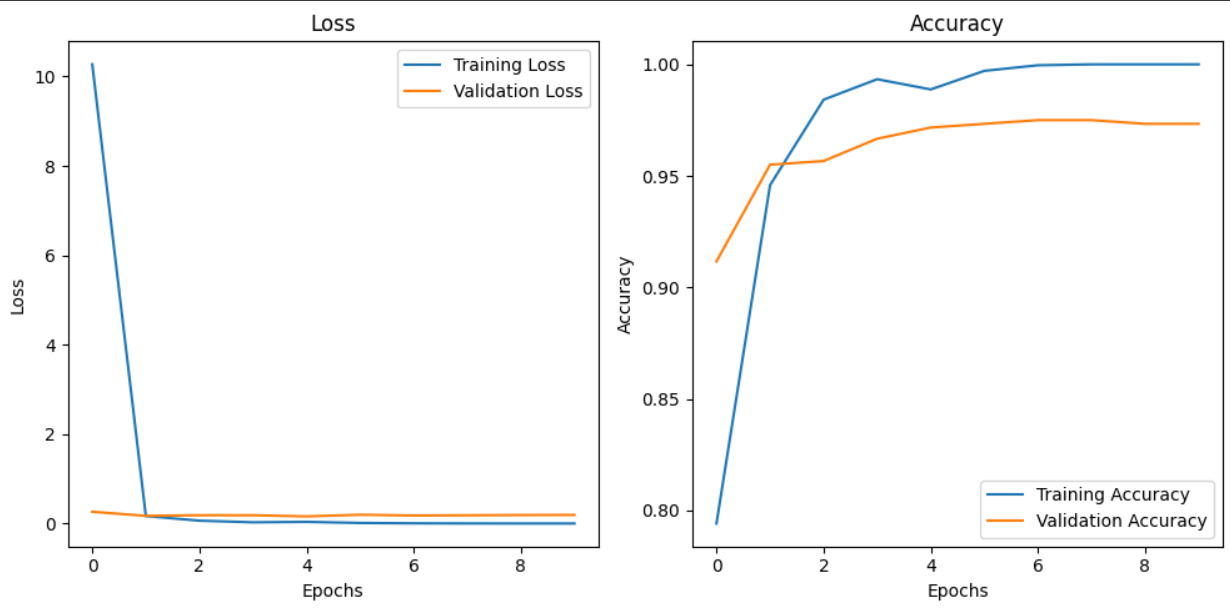 Loss
Training Loss
Validation Loss
10
8
6
4
2
0
Loss
0 2 4 6 8
Epochs
Accuracy
1.00
0.95
0.90
0.85
0.80
Accuracy
Training Accuracy
Validation Accuracy
0 2 4 6 8
Epochs